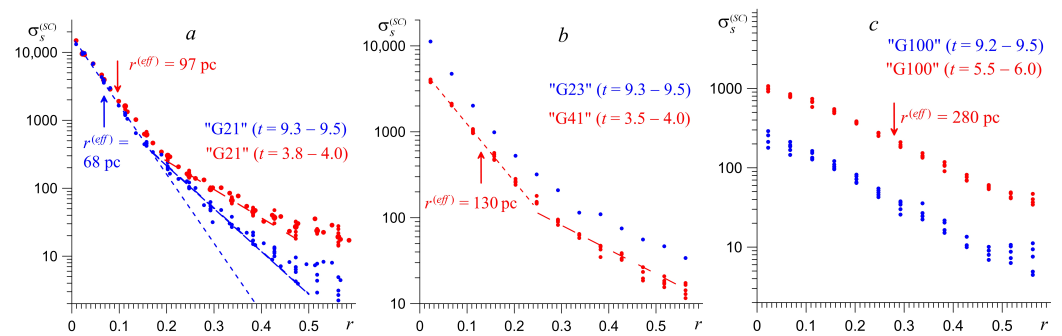 σs(SC)
a
10,000
1000
100
10
r(eff) = 97 pc
r(eff) =
68 pc
"G21" (t = 9.3 – 9.5)
"G21" (t = 3.8 – 4.0)
0 0.1 0.2 0.3 0.4 0.5 r
σs(SC)
b
10,000
1000
100
10
"G23" (t = 9.3 – 9.5)
"G41" (t = 3.5 – 4.0)
r(eff) = 130 pc
0 0.1 0.2 0.3 0.4 0.5 r
σs(SC)
c
1000
100
10
"G100" (t = 9.2 – 9.5)
"G100" (t = 5.5 – 6.0)
r(eff) = 280 pc
0 0.1 0.2 0.3 0.4 0.5 r